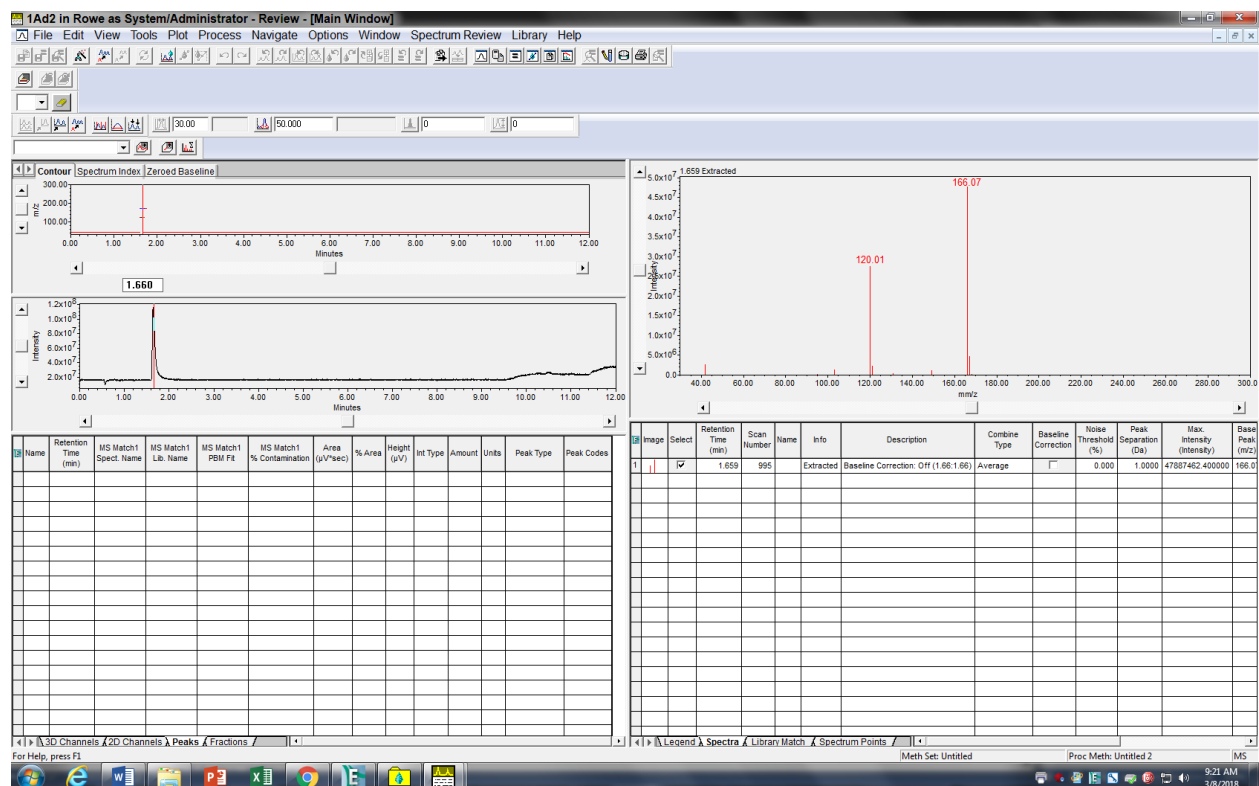 1Ad2 in Rowe as System/Administrator - Review - [Main Window]
File Edit View Tools Plot Process Navigate Options Window Spectrum Review Library Help
30.00 50.000 0 0
Contour Spectrum Index Zeroed Baseline
300.00
200.00
100.00
m/z
0.00 1.00 2.00 3.00 4.00 5.00 6.00 7.00 8.00 9.00 10.00 11.00 12.00
Minutes
1.660
1.2x10^8
1.0x10^8
8.0x10^7
6.0x10^7
4.0x10^7
2.0x10^7
Intensity
0.00 1.00 2.00 3.00 4.00 5.00 6.00 7.00 8.00 9.00 10.00 11.00 12.00
Minutes
Name Retention Time (min) MS Match1 Spect. Name MS Match1 Lib. Name MS Match1 PBM Fit MS Match1 % Contamination Area (µV*sec) % Area Height (µV) Int Type Amount Units Peak Type Peak Codes
3D Channels 2D Channels Peaks Fractions
1.659 Extracted
166.07
120.01
5.0x10^7
4.5x10^7
4.0x10^7
3.5x10^7
3.0x10^7
2.5x10^7
2.0x10^7
1.5x10^7
1.0x10^7
5.0x10^6
0.0
Intensity
40.00 60.00 80.00 100.00 120.00 140.00 160.00 180.00 200.00 220.00 240.00 260.00 280.00 300.0
m/z
Image Select Retention Time (min) Scan Number Name Info Description Combine Type Baseline Correction Noise Threshold (%) Peak Separation (Da) Max. Intensity (Intensity) Base Peak (m/z)
1 1.659 995 Extracted Baseline Correction: Off (1.66:1.66) Average 0.000 1.0000 47887462.400000 166.07
Legend Spectra Library Match Spectrum Points
For Help, press F1 Meth Set: Untitled Proc Meth: Untitled 2 MS
9:21 AM
3/8/2018